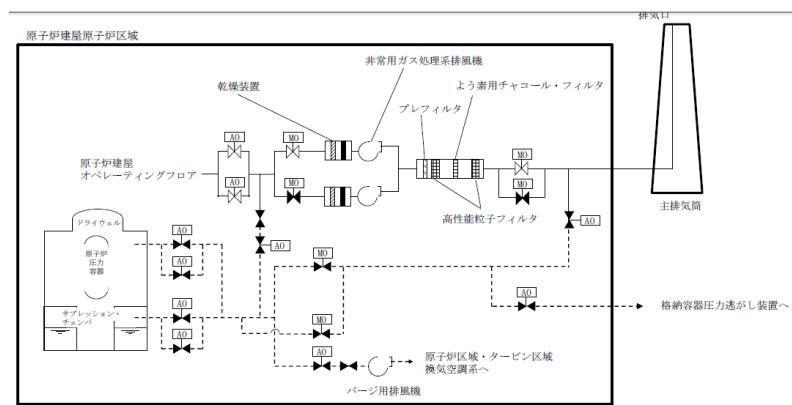 排気口
原子炉建屋原子炉区域
非常用ガス処理系排風機
乾燥装置
よう素用チャコール・フィルタ
プレフィルタ
AO
MO
MO
原子炉建屋
オペレーティングフロア
AO
MO
MO
高性能粒子フィルタ
主排気筒
ドライウェル
AO
AO
AO
原子炉
圧力
容器
MO
AO
サプレッション・
チェンバ
AO
MO
AO
格納容器圧力逃がし装置へ
AO
AO
原子炉区域・タービン区域
換気空調系へ
パージ用排風機